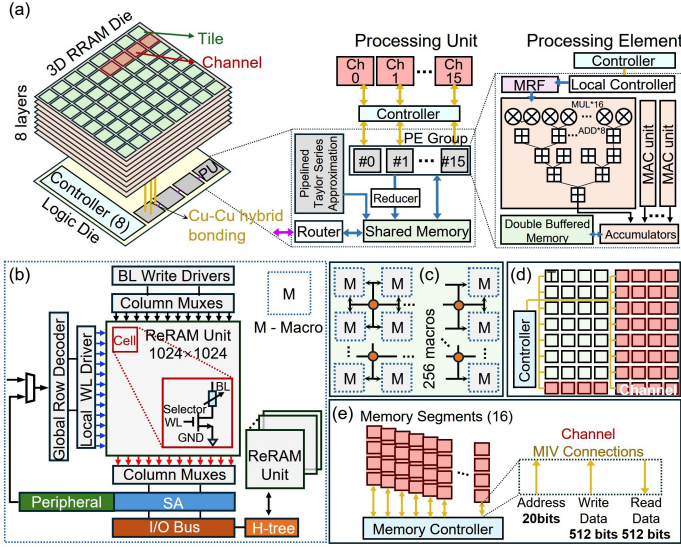 (a)
3D RRAM Die
Tile
Channel
8 layers
Controller (8)
PU
Logic Die
Cu-Cu hybrid
bonding
Processing Unit
Ch
0
Ch
1
...
Ch
15
Controller
PE Group
#0
#1
...
#15
Pipelined
Taylor Series
Approximation
Reducer
Router
Shared Memory
Processing Element
Controller
MRF
Local Controller
MUL*16
...
...ADD*8
MAC unit
MAC unit
...
Double Buffered
Memory
Accumulators
(b)
BL Write Drivers
Column Muxes
M
M - Macro
Global Row Decoder
Local WL Driver
Cell
ReRAM Unit
1024×1024
BL
Selector
WL
GND
Column Muxes
ReRAM
Unit
Peripheral
SA
I/O Bus
H-tree
(c)
M
M
M
M
M
M
256 macros
...
(d)
T
Controller
Channel
(e)
Memory Segments (16)
...
Memory Controller
Channel
MIV Connections
Address
20bits
Write
Data
512 bits
Read
Data
512 bits